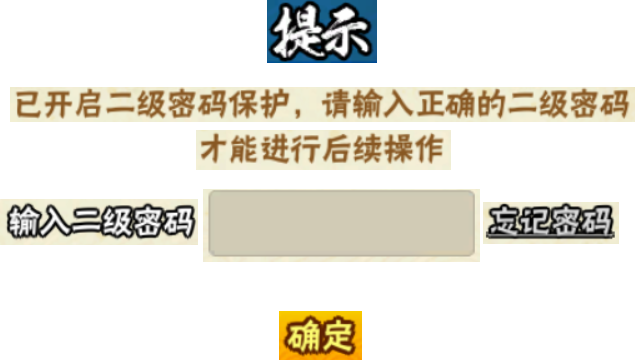 提示
已开启二级密码保护，请输入正确的二级密码
才能进行后续操作
输入二级密码 忘记密码
确定